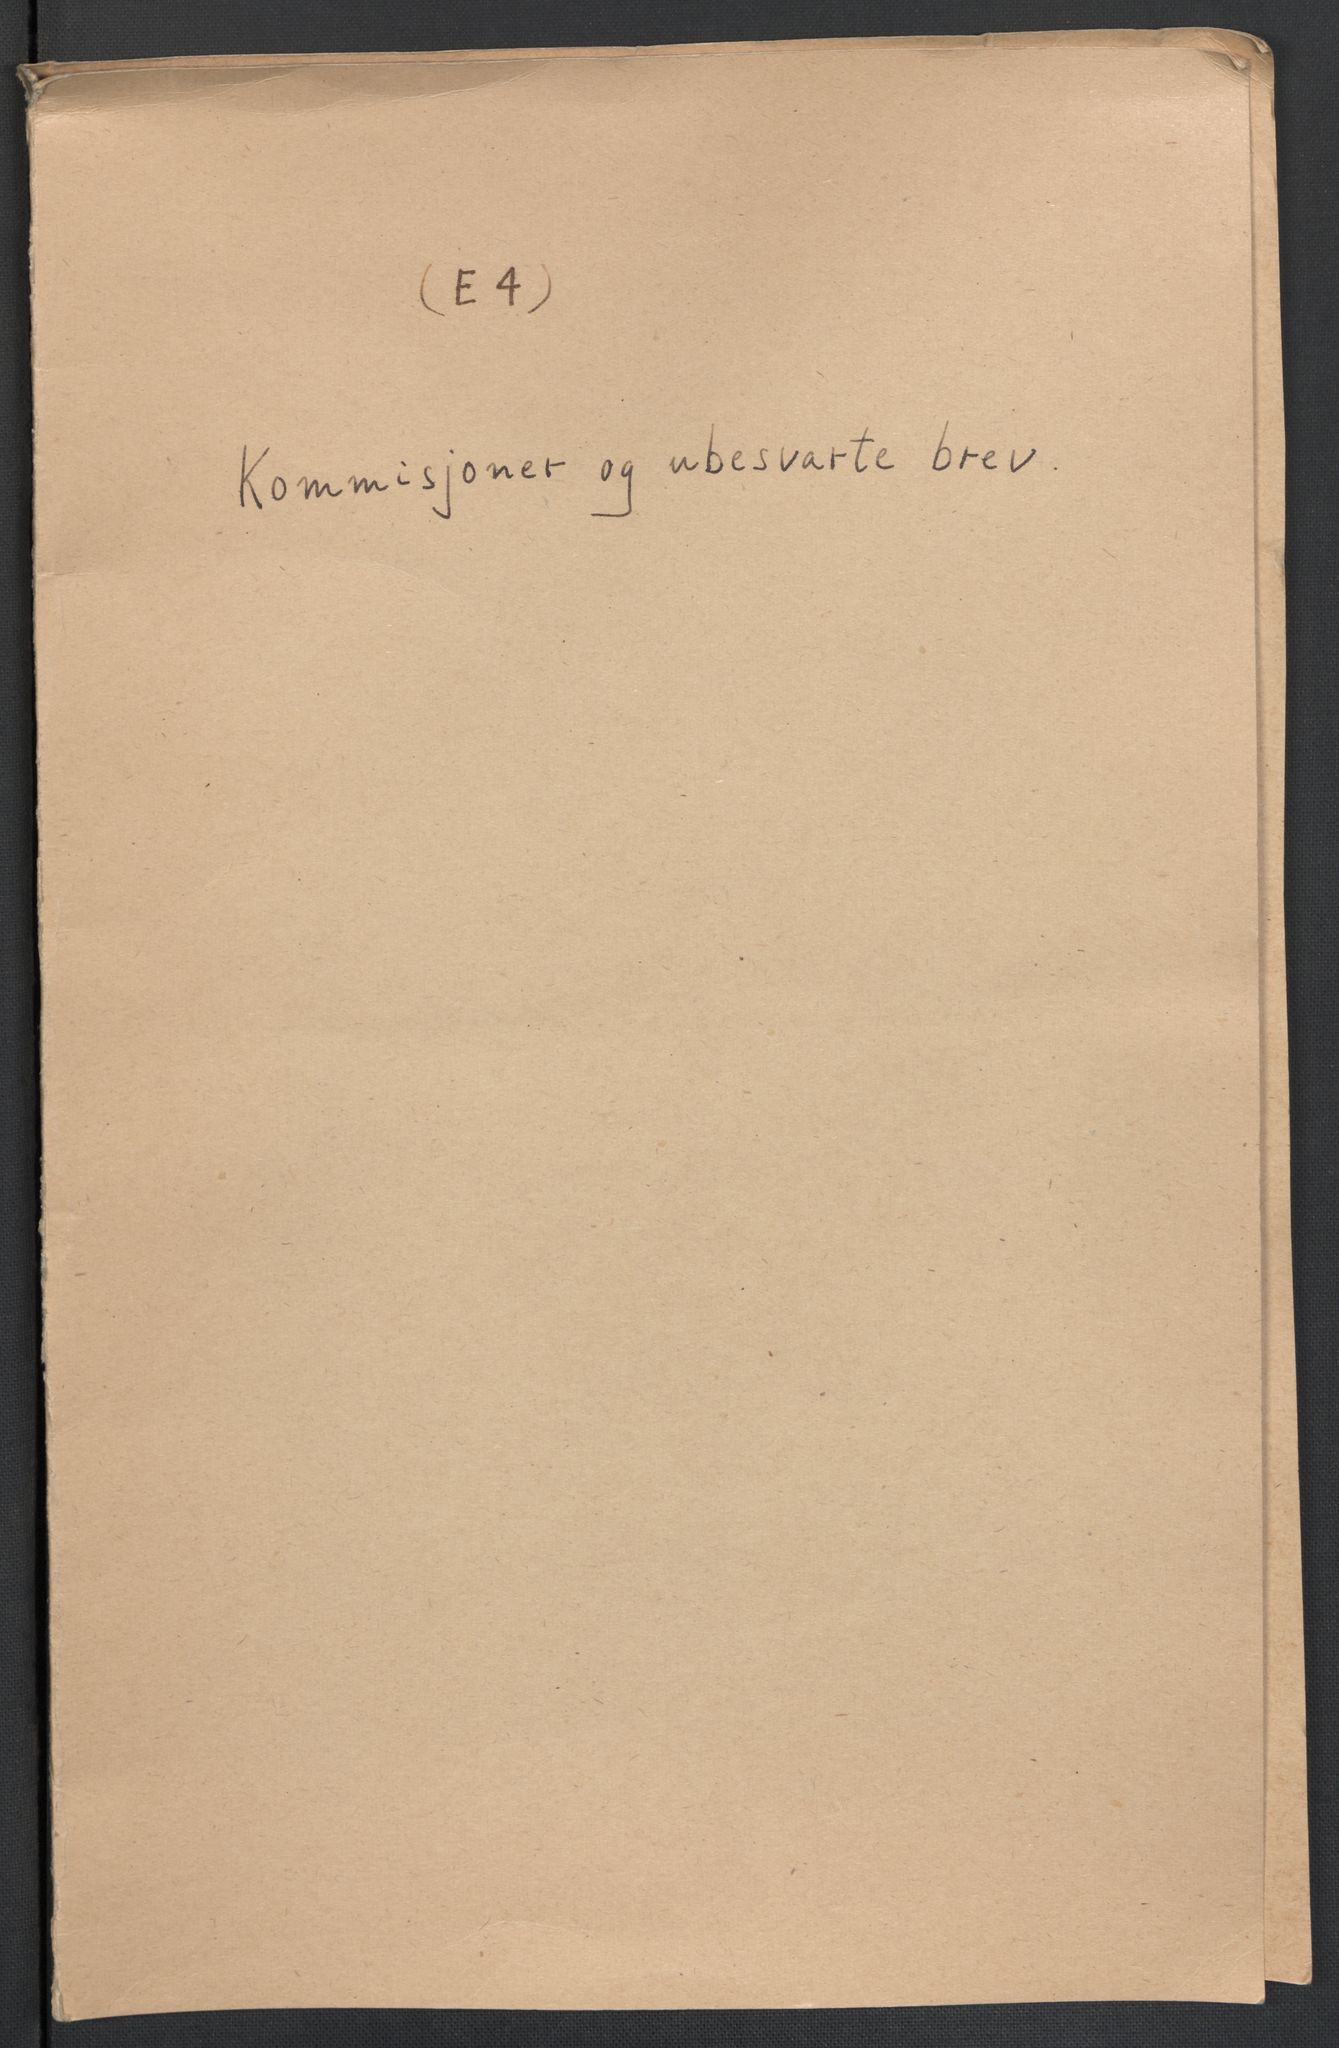 (E 4)
Kommisjoner og ubesvarte brev.